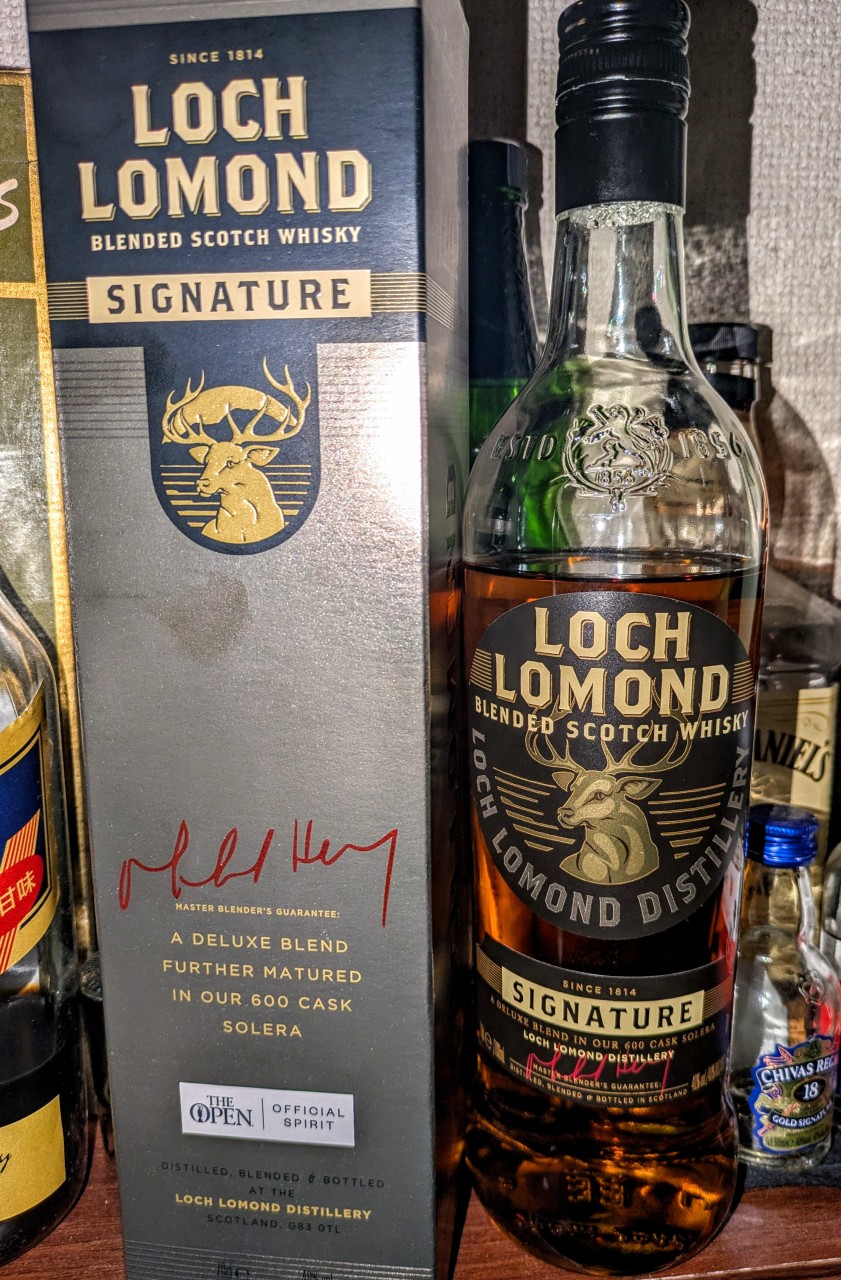 SINCE 1814
LOCH
LOMOND
BLENDED SCOTCH WHISKY
SIGNATURE
MASTER BLENDER'S GUARANTEE:
A DELUXE BLEND
FURTHER MATURED
IN OUR 600 CASK
SOLERA
THE OPEN
OFFICIAL SPIRIT
DISTILLED, BLENDED & BOTTLED
AT THE
LOCH LOMOND DISTILLERY
SCOTLAND, G83 0TL
ESTD 1856
1856
LOCH
LOMOND
BLENDED SCOTCH WHISKY
LOCH LOMOND DISTILLERY
SINCE 1814
SIGNATURE
A DELUXE BLEND IN OUR 600 CASK SOLERA
LOCH LOMOND DISTILLERY
MASTER BLENDER'S GUARANTEE:
DISTILLED, BLENDED & BOTTLED IN SCOTLAND
甘味
CHIVAS
18